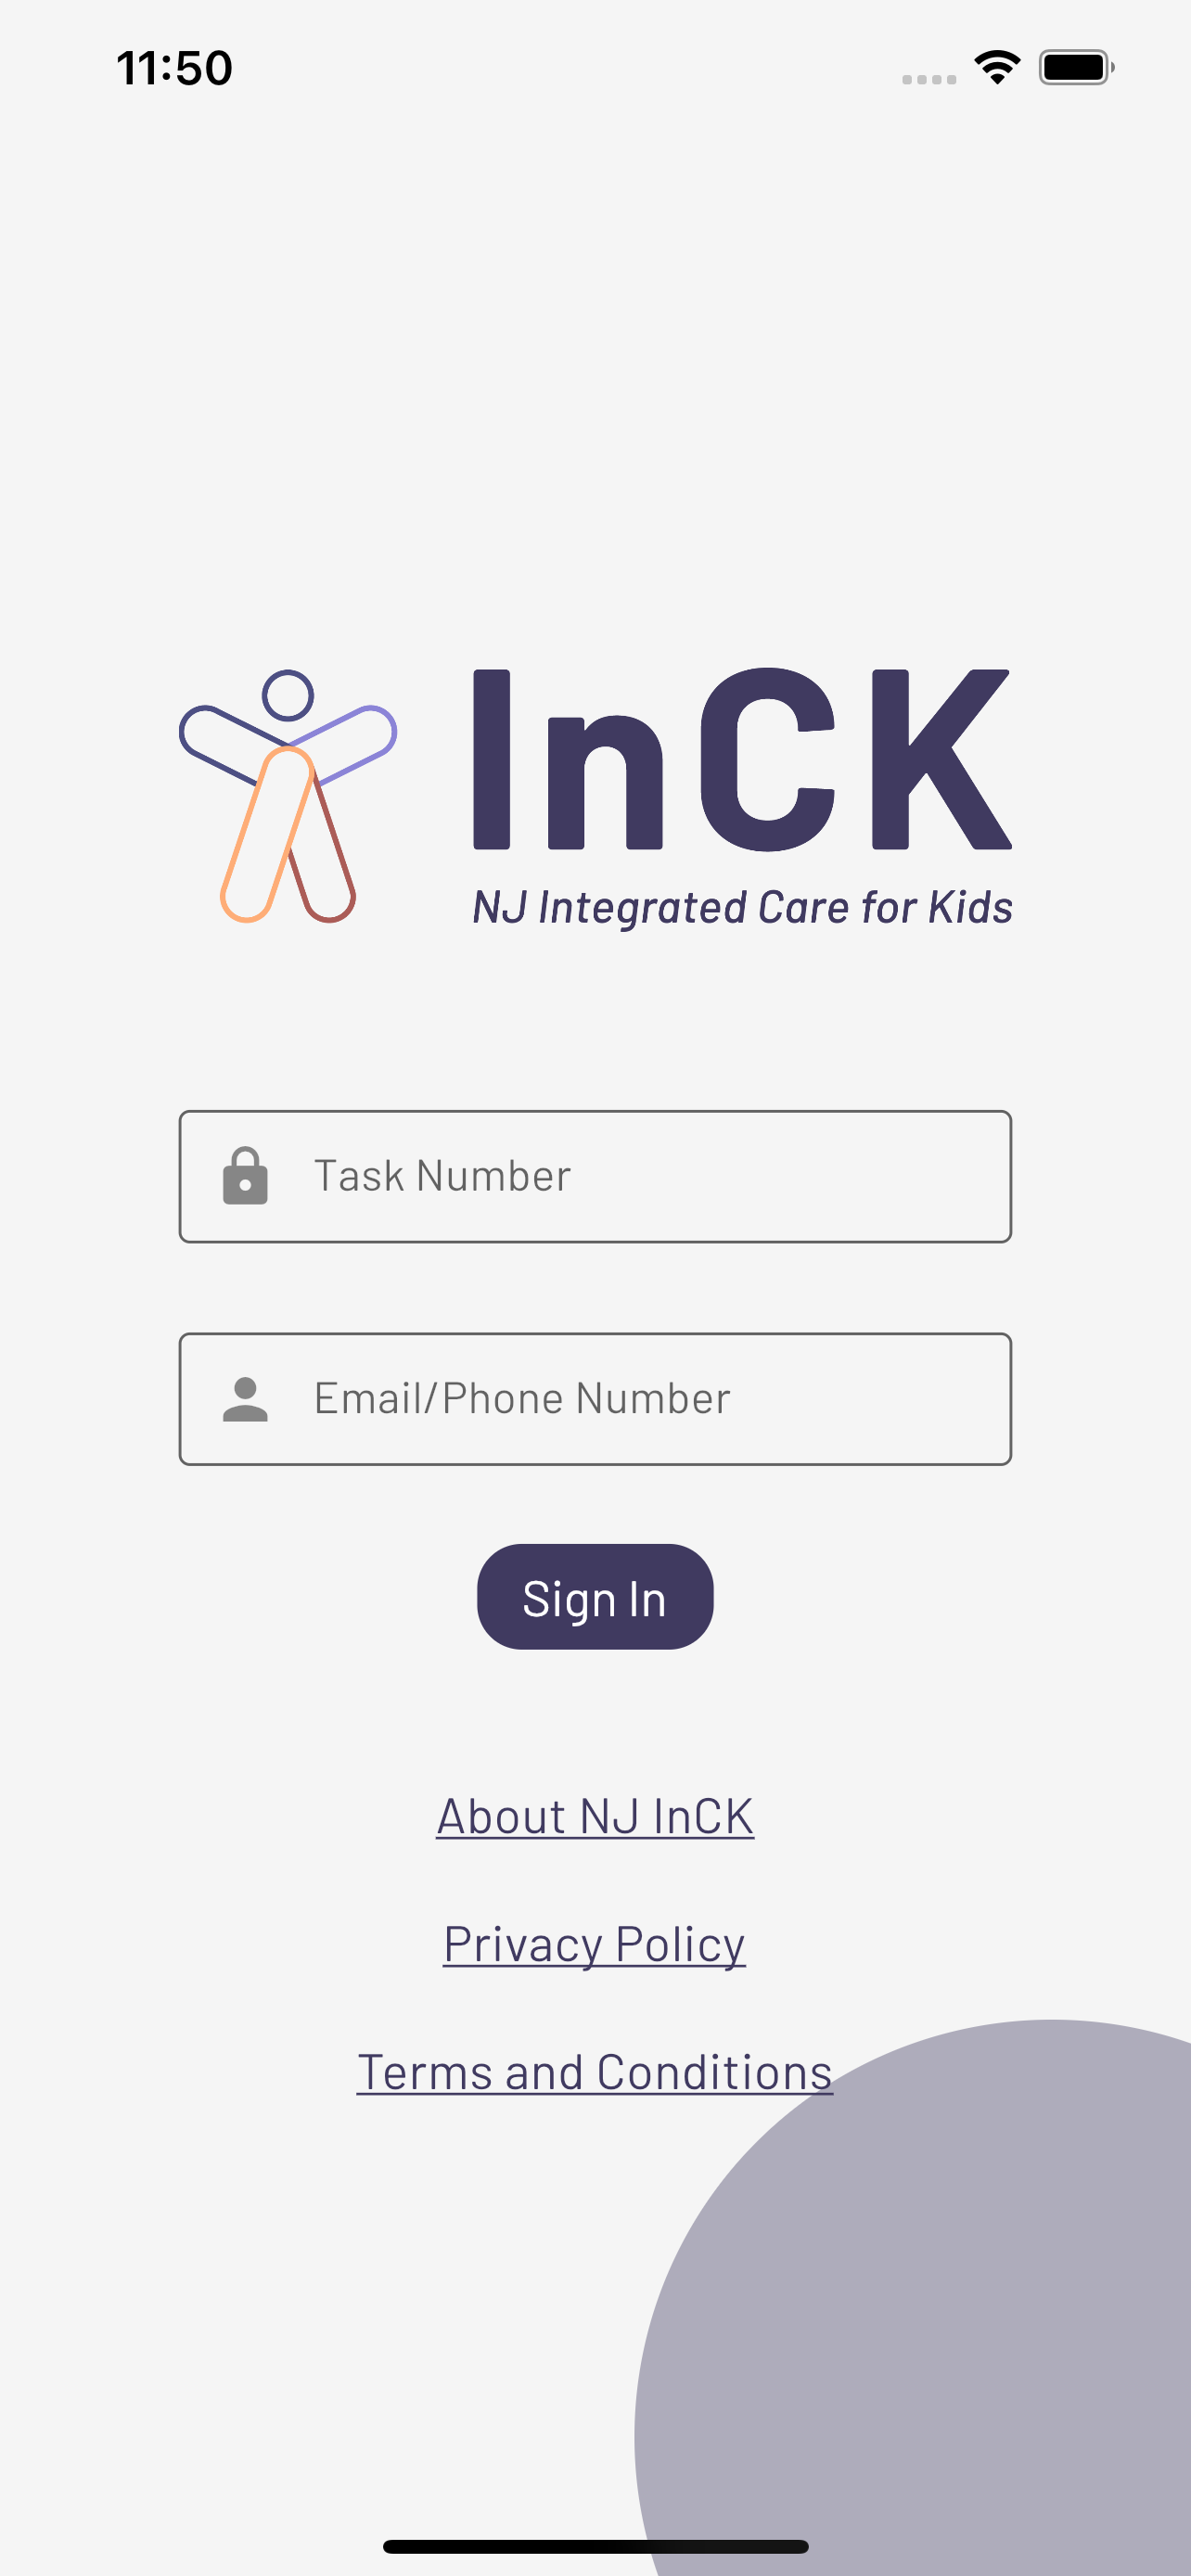 11:50
InCK
NJ Integrated Care for Kids
Task Number
Email/Phone Number
Sign In
About NJ InCK
Privacy Policy
Terms and Conditions